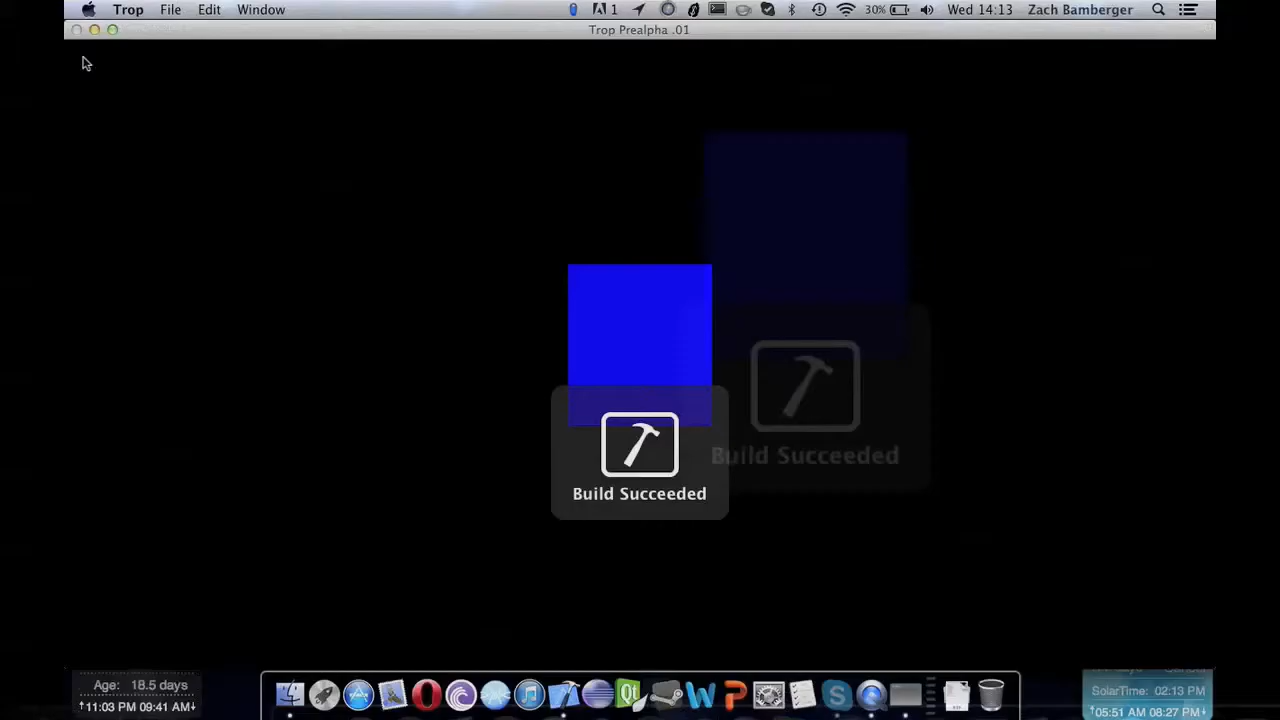 Trop File Edit Window 1 30% Wed 14:13 Zach Bamberger
Trop Prealpha .01
Build Succeeded
Build Succeeded
Age: 18.5 days
↑11:03 PM 09:41 AM↓
SolarTime: 02:13 PM
↑05:51 AM 08:27 PM↓